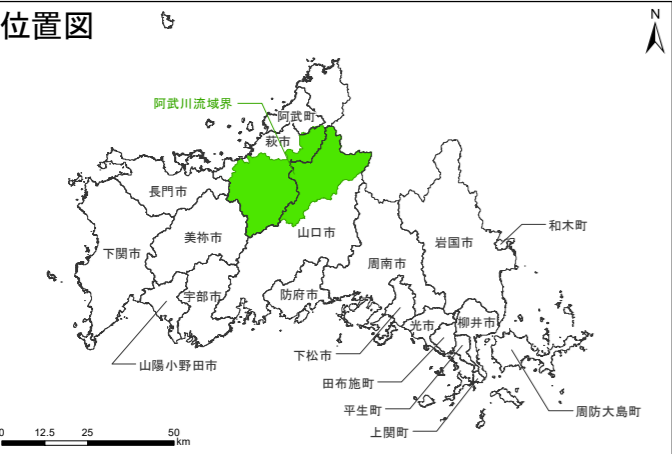 位置図
N
阿武川流域界
阿武町
萩市
長門市
美祢市
下関市
山口市
岩国市
和木町
周南市
宇部市
防府市
光市
柳井市
山陽小野田市
下松市
田布施町
平生町
上関町
周防大島町
0 12.5 25 50
km